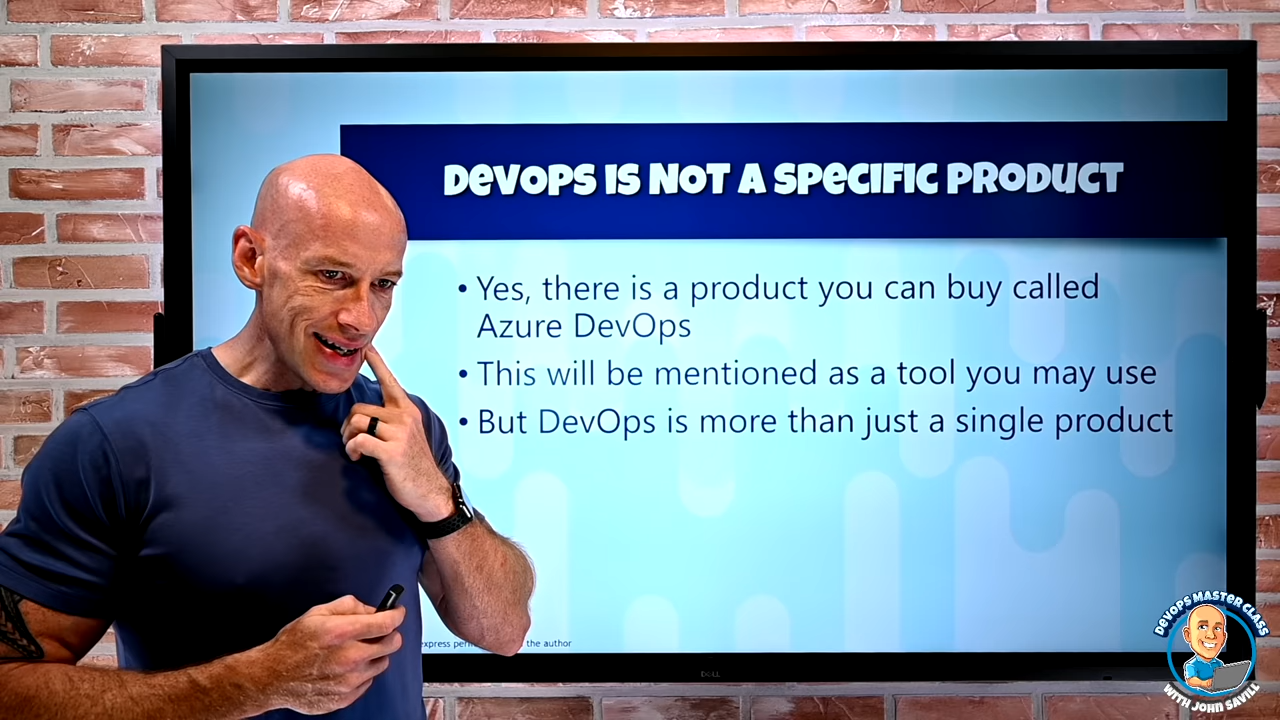 DevOps is not a specific product
• Yes, there is a product you can buy called
Azure DevOps
• This will be mentioned as a tool you may use
• But DevOps is more than just a single product
express the author
DELL
DevOps Master Class
with John Savill